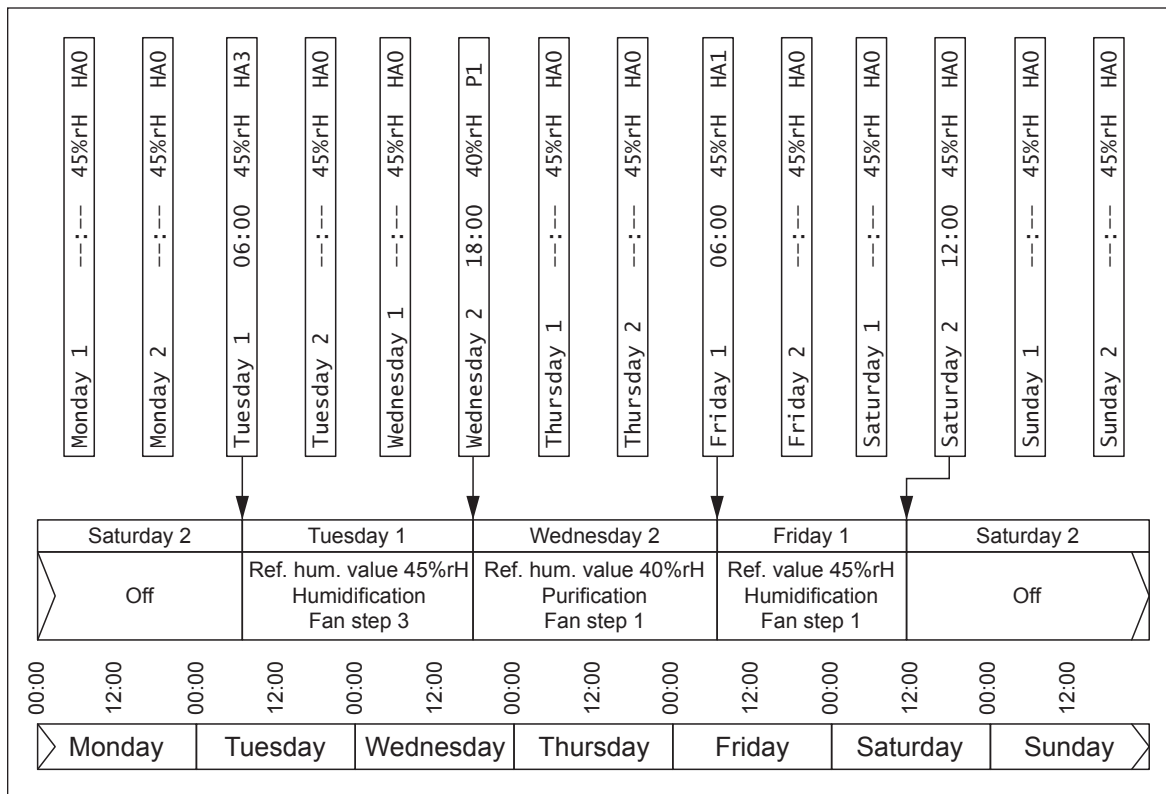 Monday 1 --:-- 45%rH HA0
Monday 2 --:-- 45%rH HA0
Tuesday 1 06:00 45%rH HA3
Tuesday 2 --:-- 45%rH HA0
Wednesday 1 --:-- 45%rH HA0
Wednesday 2 18:00 40%rH P1
Thursday 1 --:-- 45%rH HA0
Thursday 2 --:-- 45%rH HA0
Friday 1 06:00 45%rH HA1
Friday 2 --:-- 45%rH HA0
Saturday 1 --:-- 45%rH HA0
Saturday 2 12:00 45%rH HA0
Sunday 1 --:-- 45%rH HA0
Sunday 2 --:-- 45%rH HA0
Saturday 2 Tuesday 1 Wednesday 2 Friday 1 Saturday 2
Off
Ref. hum. value 45%rH
Humidification
Fan step 3
Ref. hum. value 40%rH
Purification
Fan step 1
Ref. value 45%rH
Humidification
Fan step 1
Off
00:00 12:00 00:00 12:00 00:00 12:00 00:00 12:00 00:00 12:00 00:00 12:00 00:00 12:00
Monday Tuesday Wednesday Thursday Friday Saturday Sunday